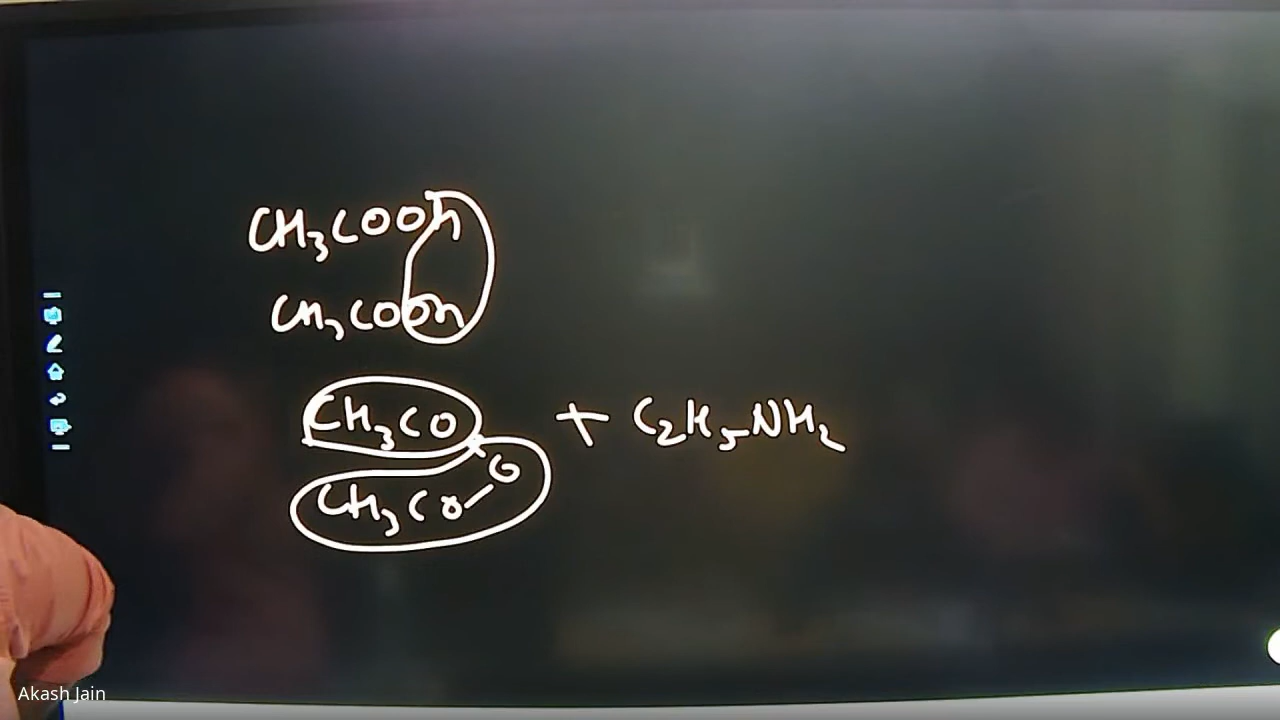 CH₃COOH
CH₃COOH
CH₃CO + C₂H₅-NH₂
O
CH₃CO
Akash Jain